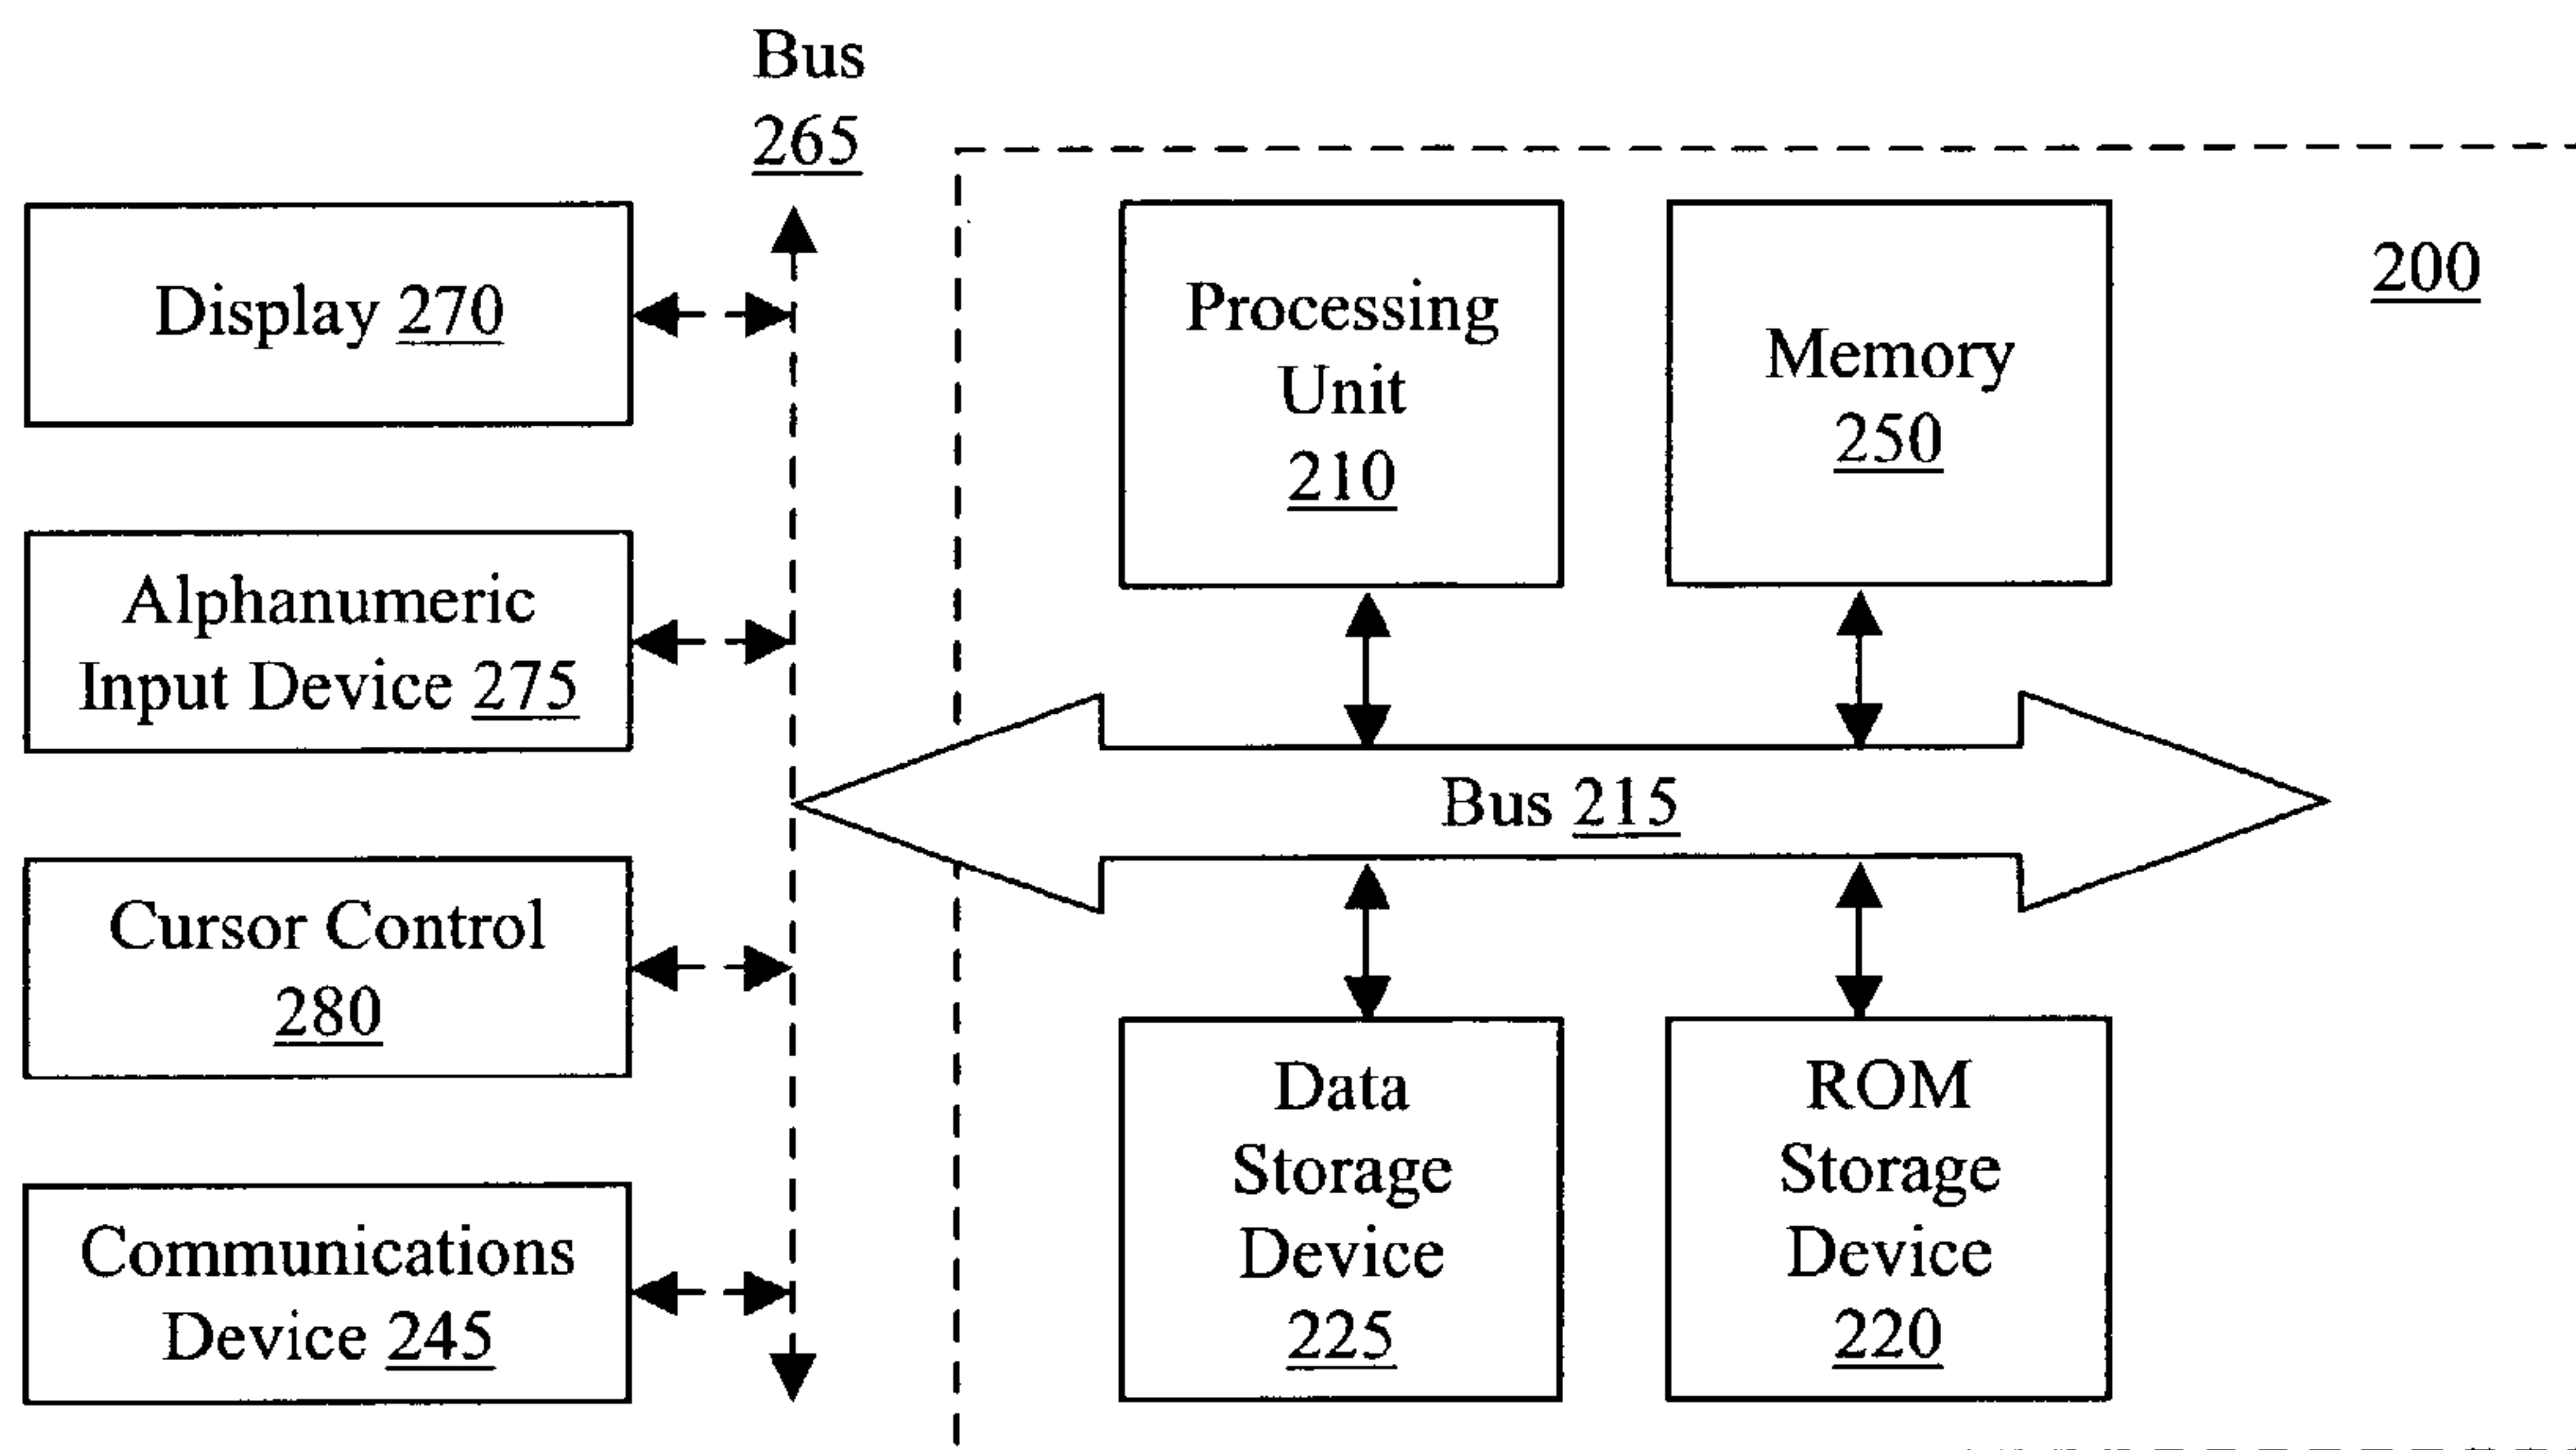 Bus
265
Display 270
Alphanumeric
Input Device 275
Cursor Control
280
Communications
Device 245
200
Processing
Unit
210
Memory
250
Bus 215
Data
Storage
Device
225
ROM
Storage
Device
220